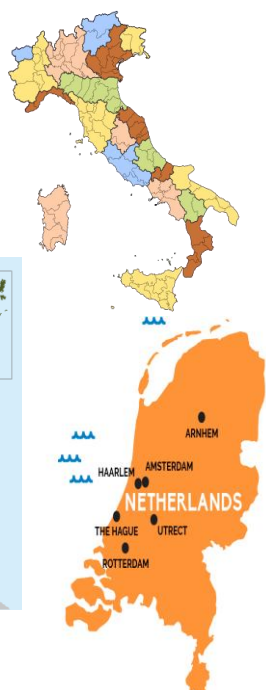 ARNHEM
HAARLEM
AMSTERDAM
NETHERLANDS
THE HAGUE
UTRECT
ROTTERDAM